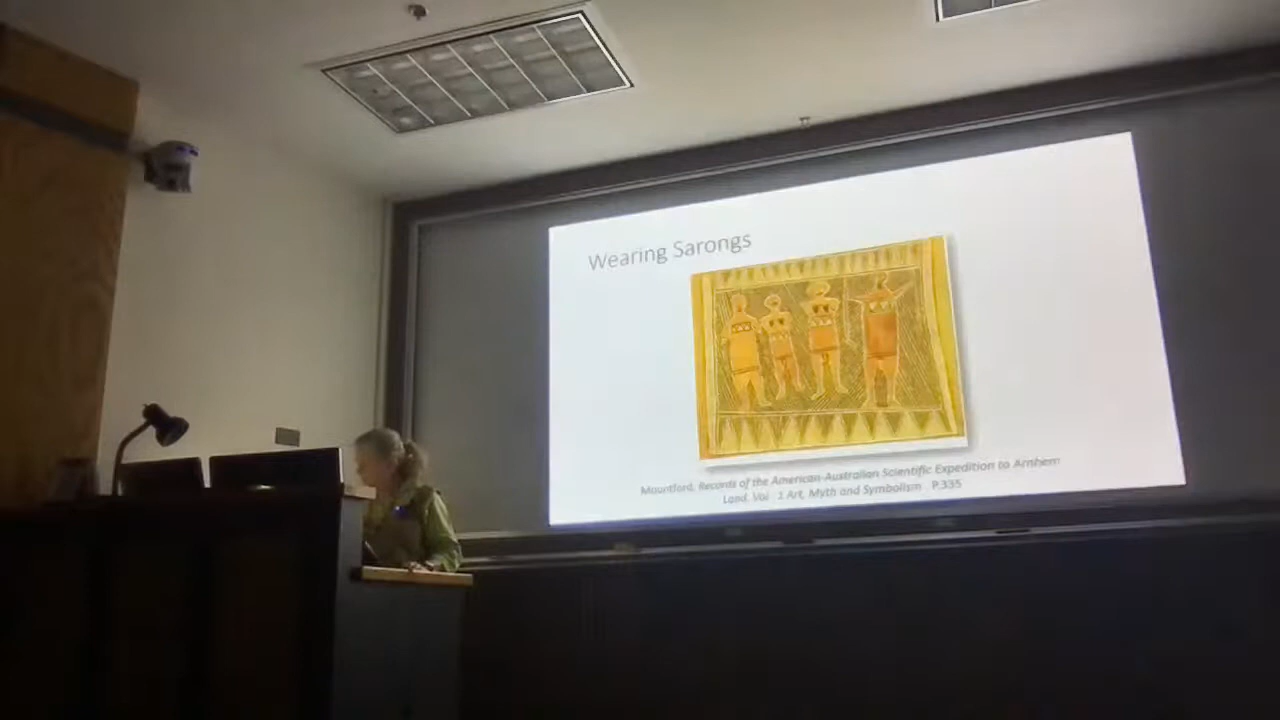 Wearing Sarongs
Mountford, Records of the American-Australian Scientific Expedition to Arnhem
Land. Vol 1 Art, Myth and Symbolism P.335